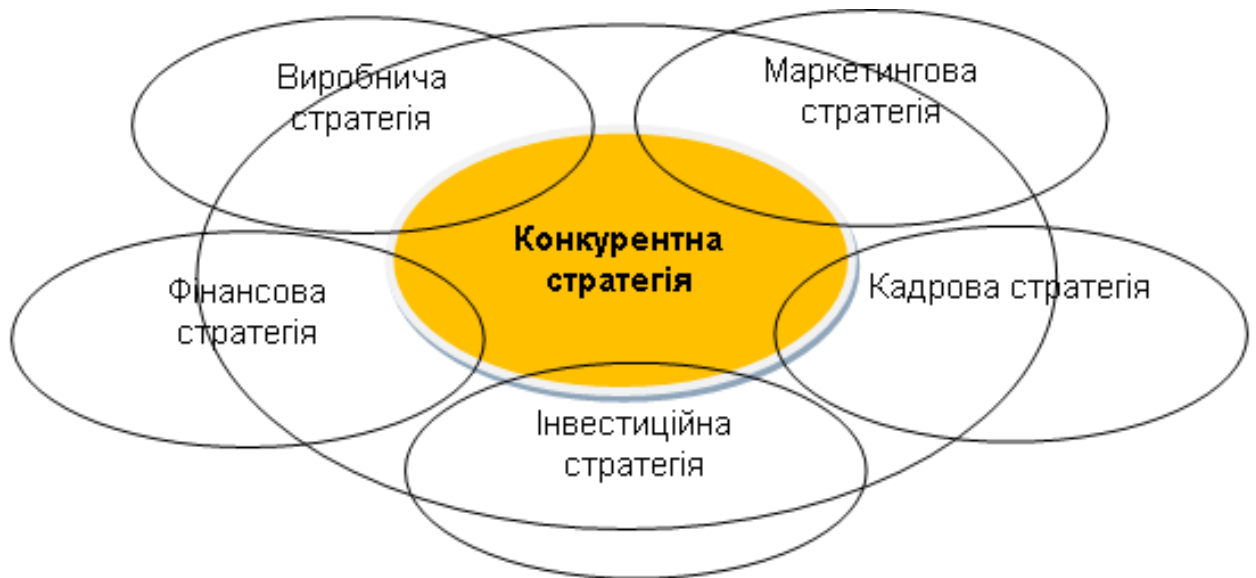 Виробнича
стратегія
Маркетингова
стратегія
Конкурентна
стратегія
Фінансова
стратегія
Кадрова стратегія
Інвестиційна
стратегія